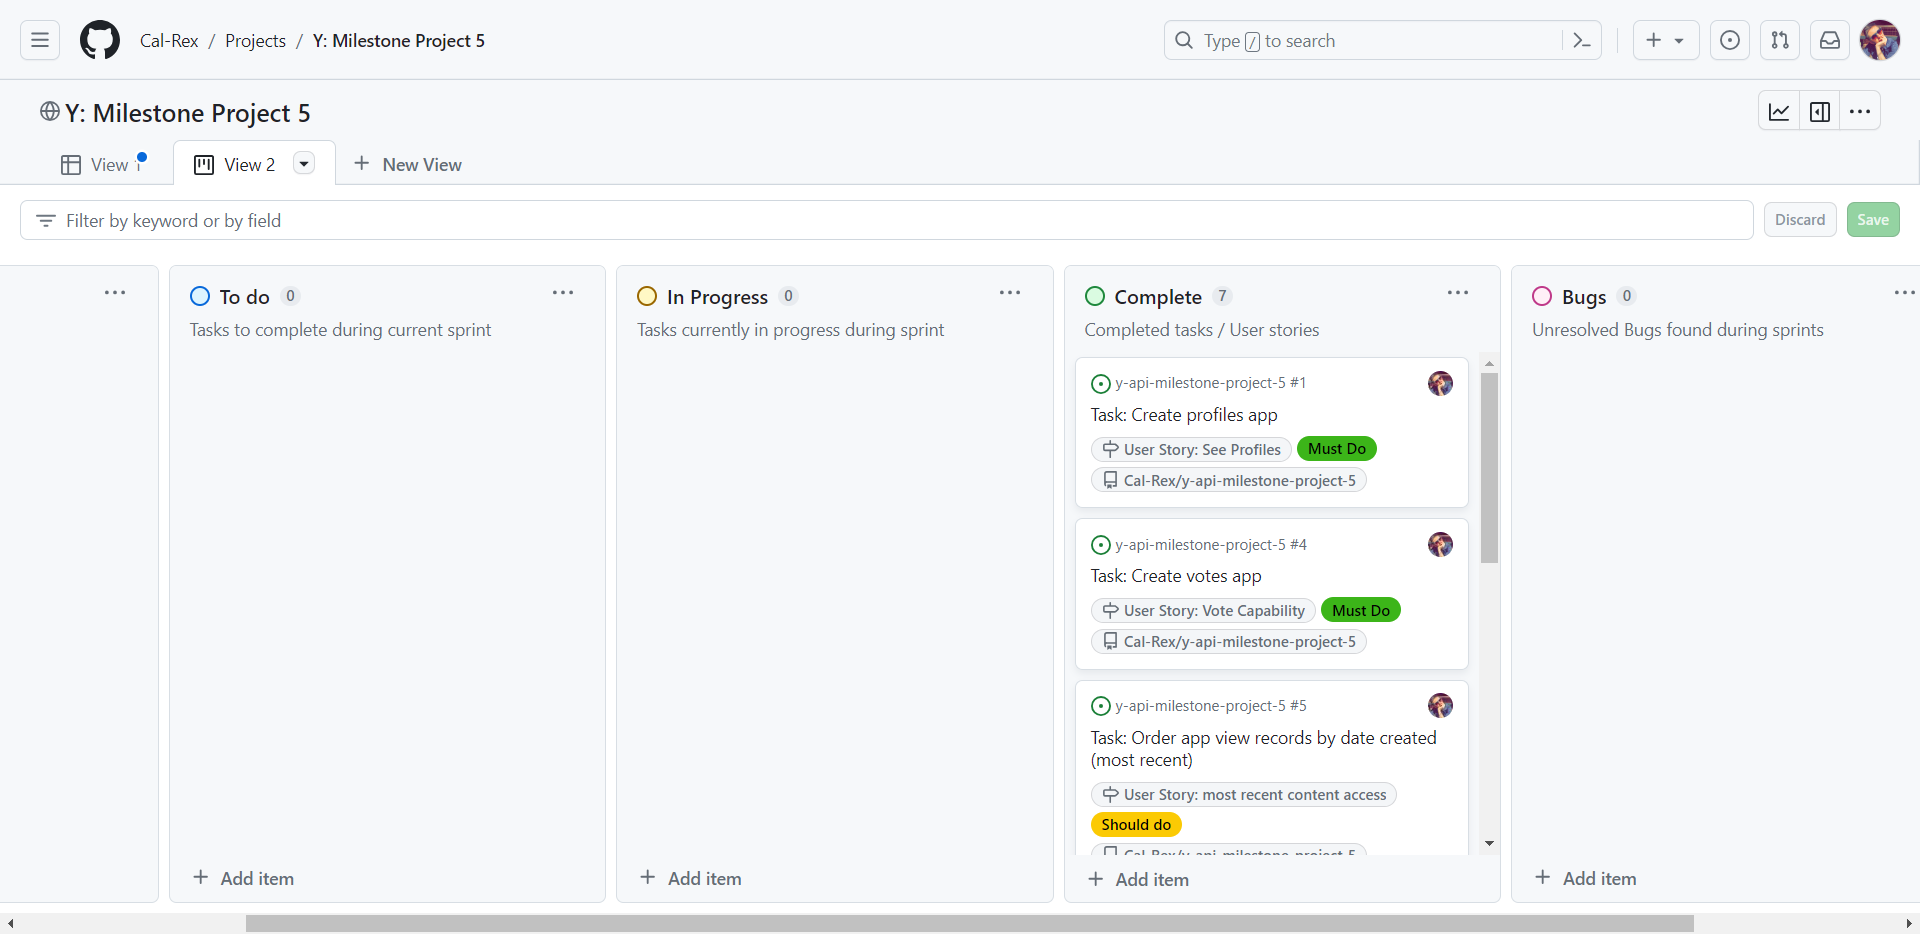 Cal-Rex / Projects / Y: Milestone Project 5
Type / to search
Y: Milestone Project 5
View 1
View 2
New View
Filter by keyword or by field
Discard
Save
To do 0
Tasks to complete during current sprint
Add item
In Progress 0
Tasks currently in progress during sprint
Add item
Complete 7
Completed tasks / User stories
y-api-milestone-project-5 #1
Task: Create profiles app
User Story: See Profiles Must Do
Cal-Rex/y-api-milestone-project-5
y-api-milestone-project-5 #4
Task: Create votes app
User Story: Vote Capability Must Do
Cal-Rex/y-api-milestone-project-5
y-api-milestone-project-5 #5
Task: Order app view records by date created
(most recent)
User Story: most recent content access
Should do
Cal-Rex/y-api-milestone-project-5
Add item
Bugs 0
Unresolved Bugs found during sprints
Add item